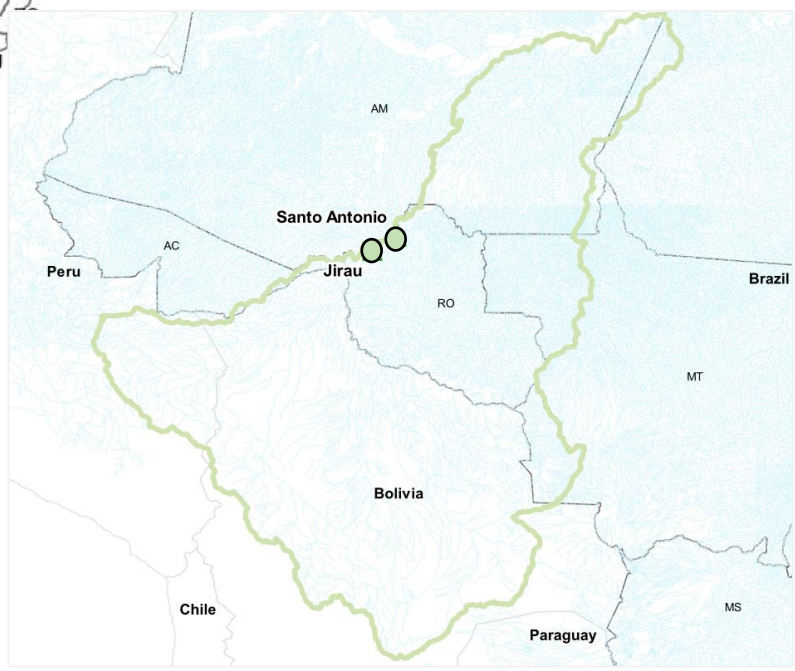 AM
Santo Antonio
AC
Peru
Jirau
Brazil
RO
MT
Bolivia
Chile
MS
Paraguay